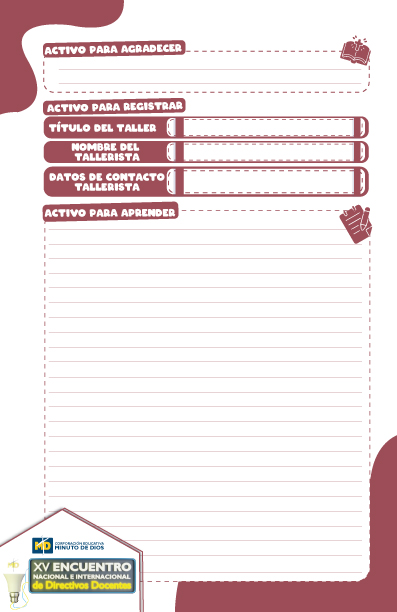 ACTIVO PARA AGRADECER
ACTIVO PARA REGISTRAR
TÍTULO DEL TALLER
NOMBRE DEL
TALLERISTA
DATOS DE CONTACTO
TALLERISTA
ACTIVO PARA APRENDER
MD
CORPORACIÓN EDUCATIVA
MINUTO DE DIOS
XV ENCUENTRO
NACIONAL E INTERNACIONAL
de Directivos Docentes